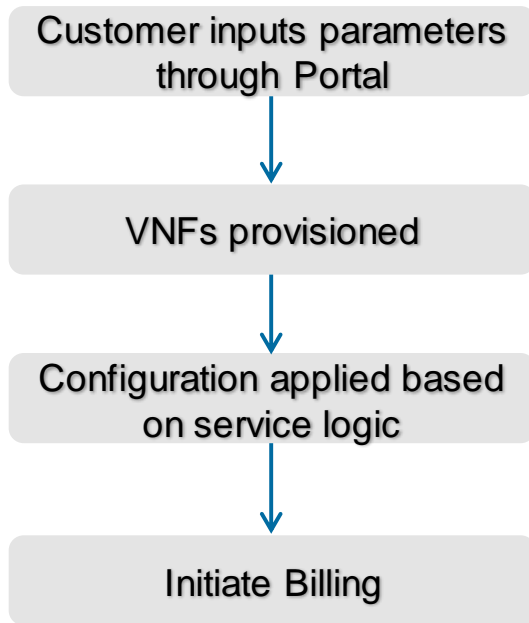 Customer inputs parameters
through Portal
VNFs provisioned
Configuration applied based
on service logic
Initiate Billing